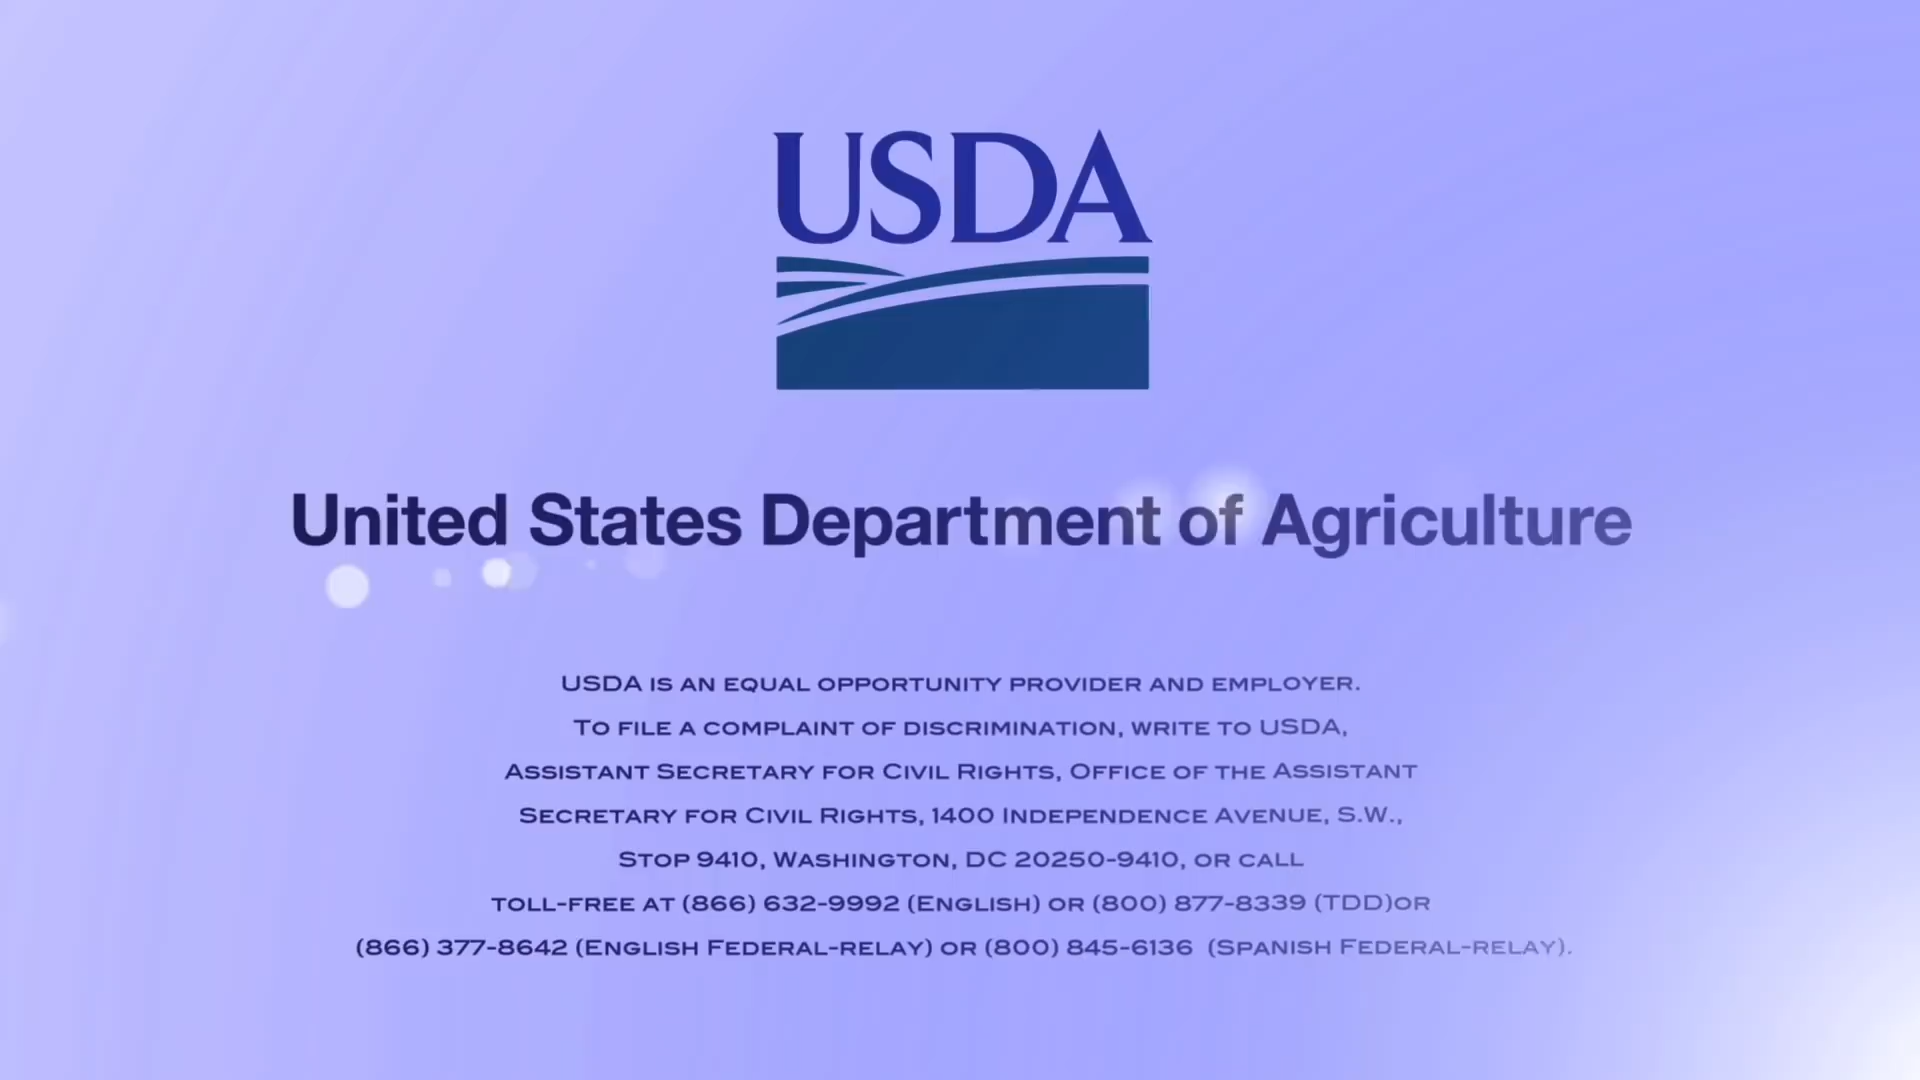 USDA
United States Department of Agriculture
USDA is an equal opportunity provider and employer.
To file a complaint of discrimination, write to USDA,
Assistant Secretary for Civil Rights, Office of the Assistant
Secretary for Civil Rights, 1400 Independence Avenue, S.W.,
Stop 9410, Washington, DC 20250-9410, or call
toll-free at (866) 632-9992 (English) or (800) 877-8339 (TDD)or
(866) 377-8642 (English Federal-relay) or (800) 845-6136 (Spanish Federal-relay).